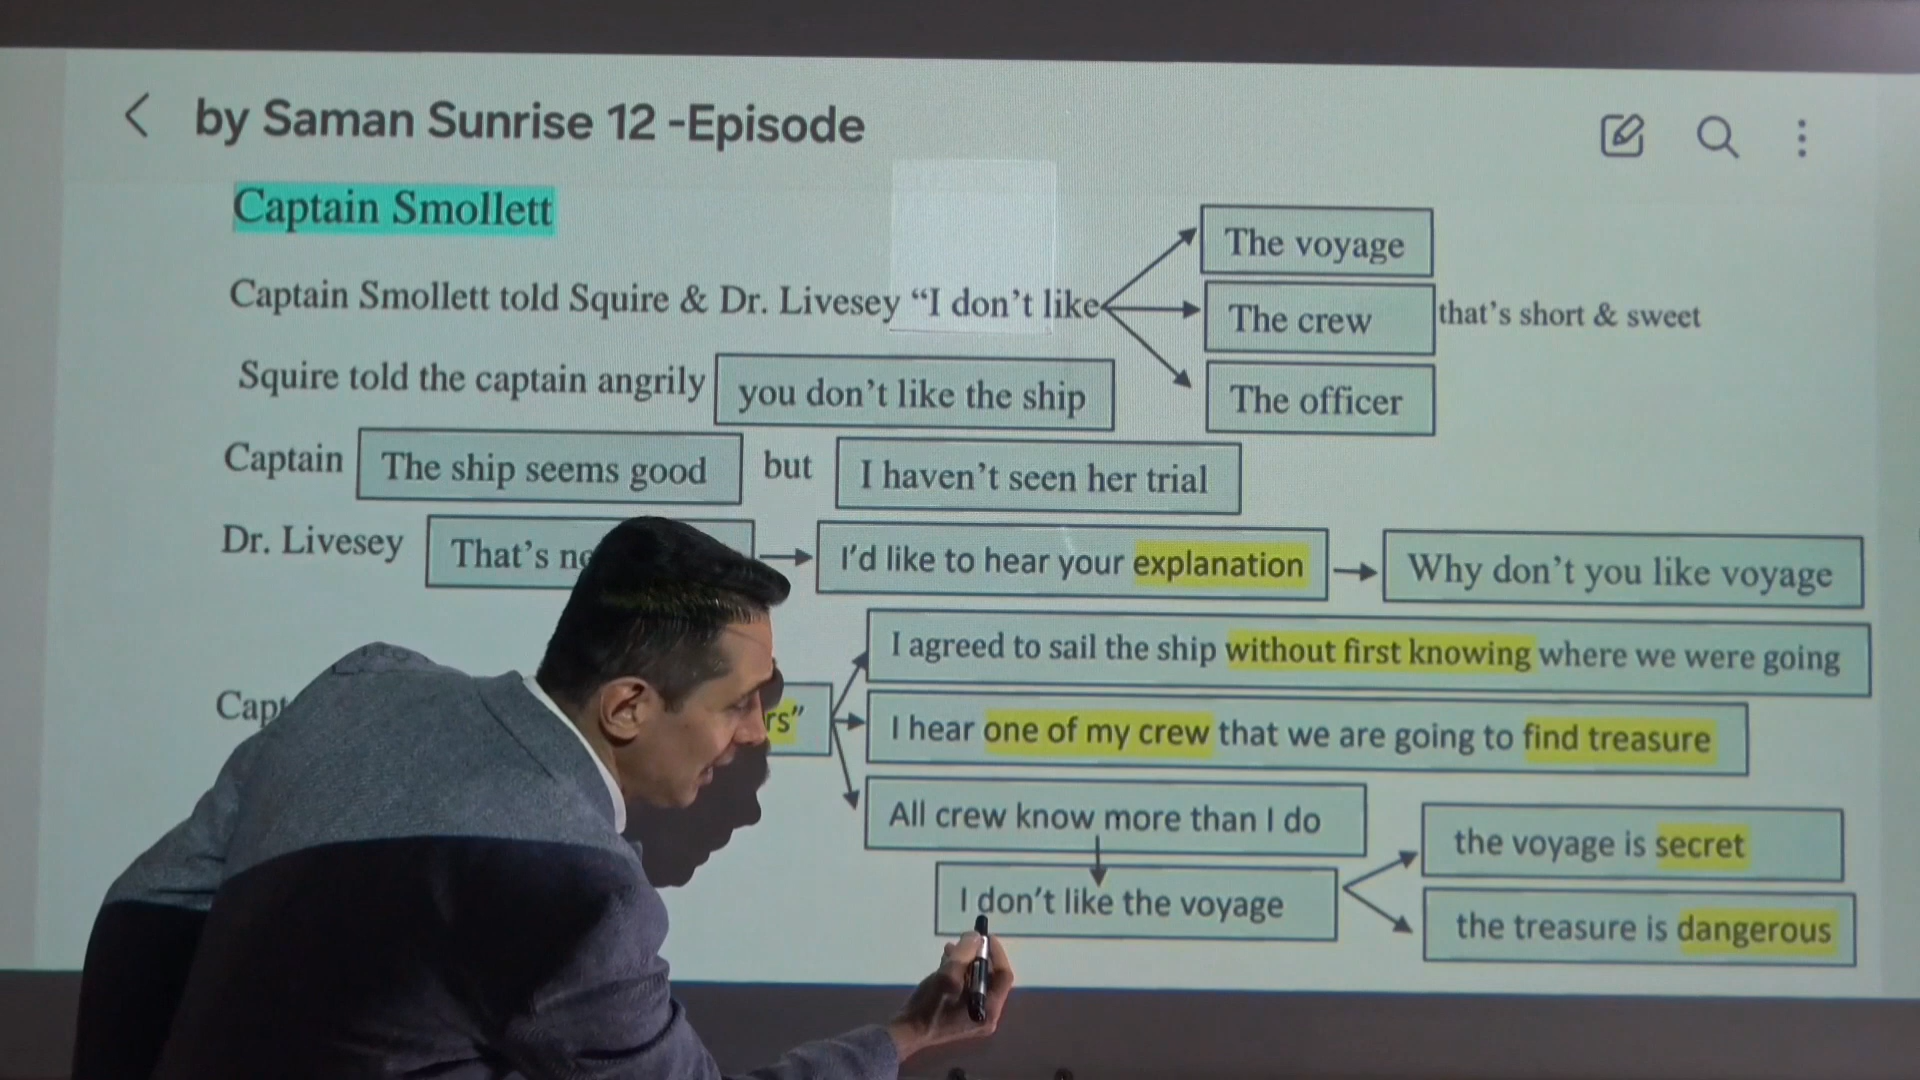 by Saman Sunrise 12 -Episode
Captain Smollett
The voyage
Captain Smollett told Squire & Dr. Livesey “I don’t like
The crew
that’s short & sweet
The officer
Squire told the captain angrily
you don’t like the ship
Captain
The ship seems good
but
I haven’t seen her trial
Dr. Livesey
That’s
I’d like to hear your explanation
Why don’t you like voyage
I agreed to sail the ship without first knowing where we were going
I hear one of my crew that we are going to find treasure
All crew know more than I do
I don’t like the voyage
the voyage is secret
the treasure is dangerous